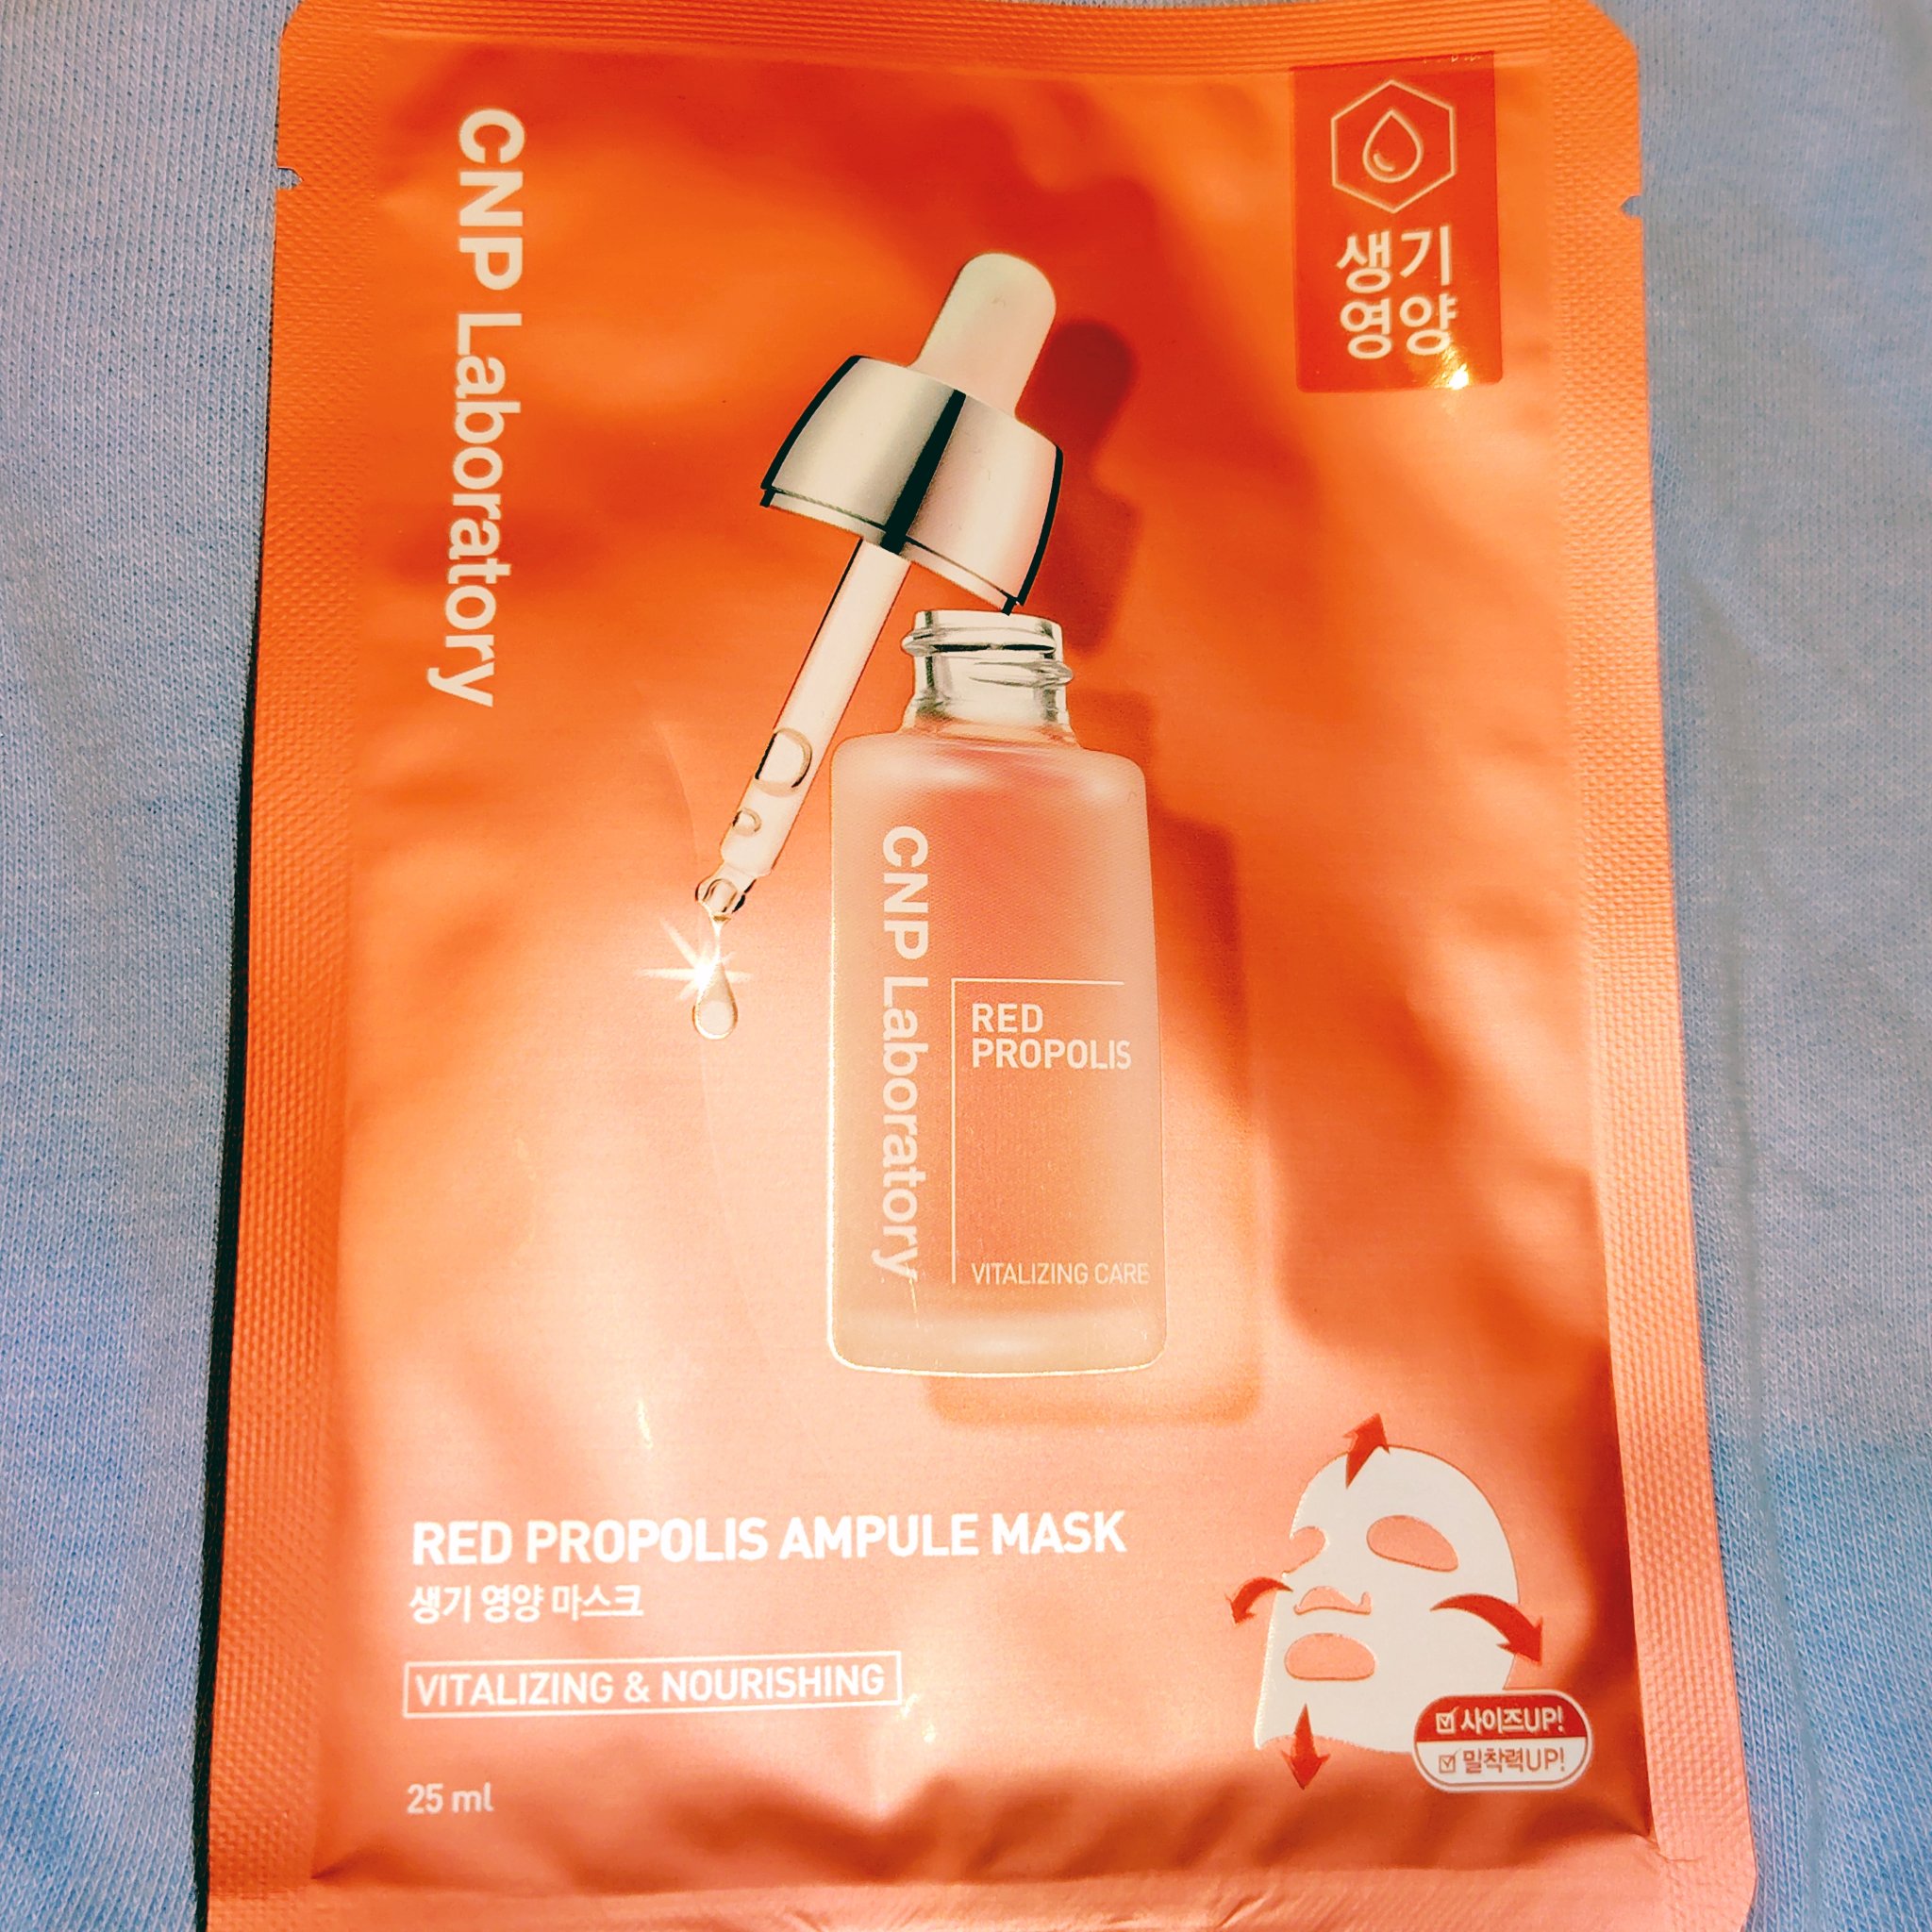 CNP Laboratory
생기
영양
CNP Laboratory
RED
PROPOLIS
VITALIZING CARE
RED PROPOLIS AMPULE MASK
생기 영양 마스크
VITALIZING & NOURISHING
25 ml
사이즈UP!
밀착력UP!